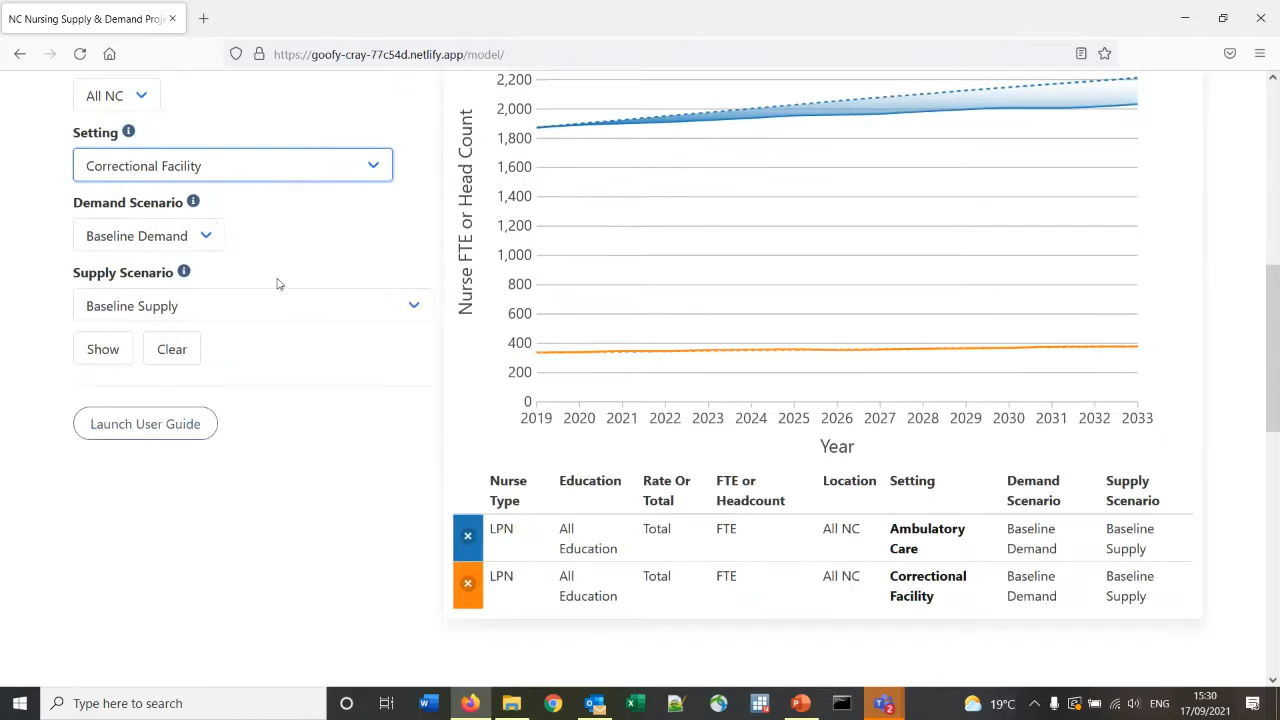 NC Nursing Supply & Demand Proje
https://goofy-cray-77c54d.netlify.app/model/
All NC
Setting
Correctional Facility
Demand Scenario
Baseline Demand
Supply Scenario
Baseline Supply
Show Clear
Launch User Guide
Nurse FTE or Head Count
2,200
2,000
1,800
1,600
1,400
1,200
1,000
800
600
400
200
0
2019 2020 2021 2022 2023 2024 2025 2026 2027 2028 2029 2030 2031 2032 2033
Year
Nurse Education Rate Or FTE or Location Setting Demand Supply
Type Total Headcount Scenario Scenario
LPN All Total FTE All NC Ambulatory Baseline Baseline
Education Care Demand Supply
LPN All Total FTE All NC Correctional Baseline Baseline
Education Facility Demand Supply
Type here to search
19°C
ENG
15:30
17/09/2021
2